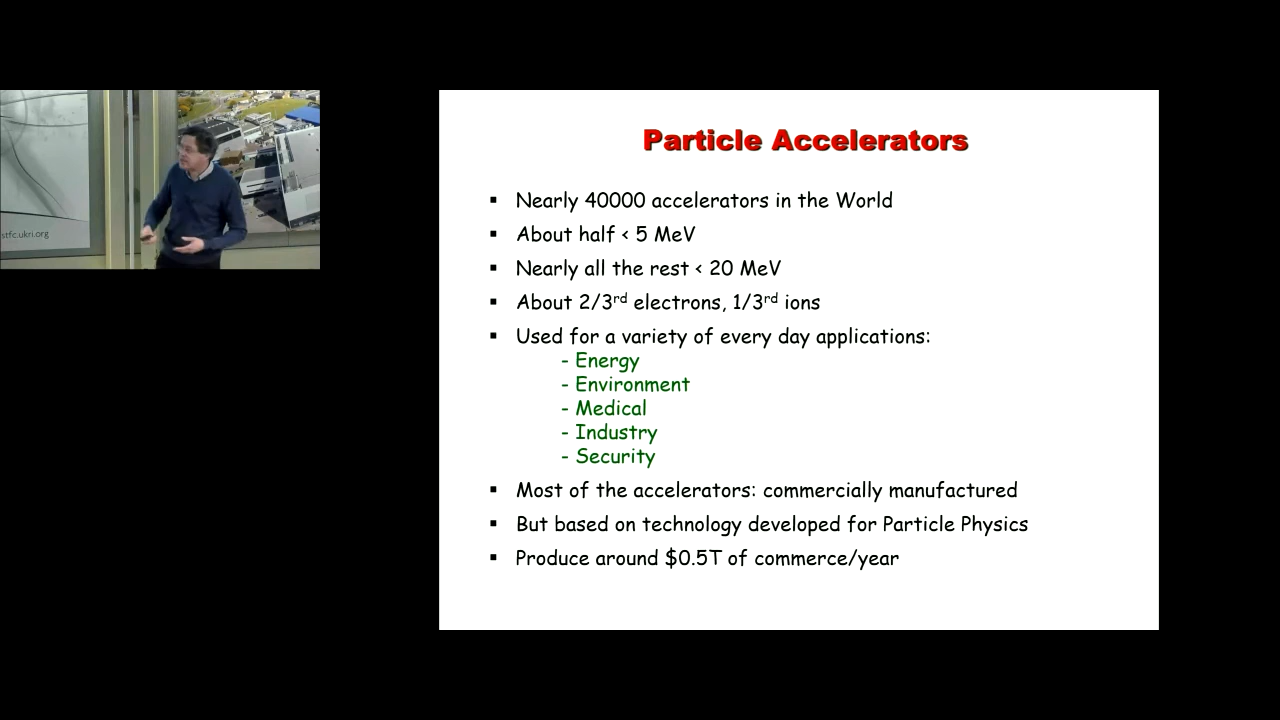 stfc.ukri.org
Particle Accelerators
▪ Nearly 40000 accelerators in the World
▪ About half < 5 MeV
▪ Nearly all the rest < 20 MeV
▪ About 2/3rd electrons, 1/3rd ions
▪ Used for a variety of every day applications:
- Energy
- Environment
- Medical
- Industry
- Security
▪ Most of the accelerators: commercially manufactured
▪ But based on technology developed for Particle Physics
▪ Produce around $0.5T of commerce/year